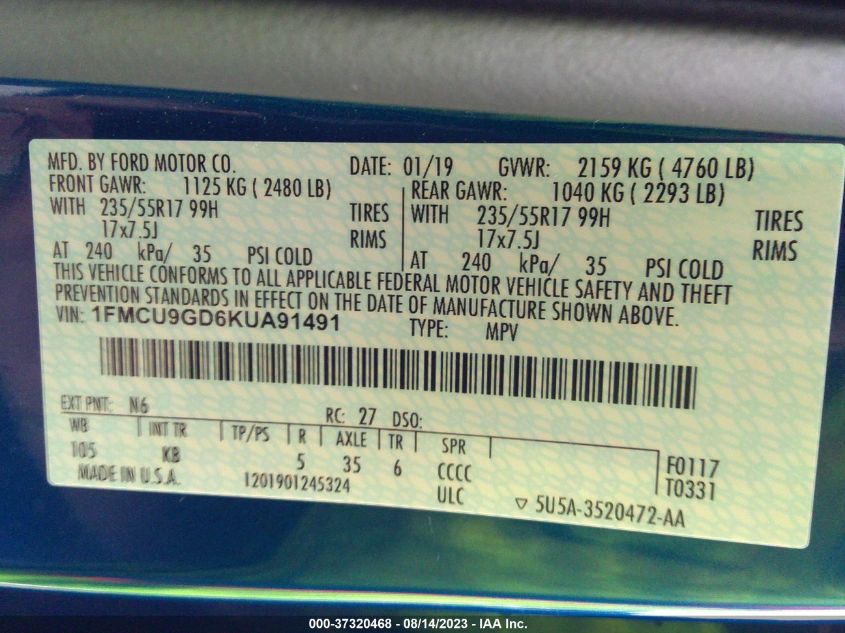 MFD. BY FORD MOTOR CO. DATE: 01/19 GVWR: 2159 KG ( 4760 LB)
FRONT GAWR: 1125 KG ( 2480 LB) REAR GAWR: 1040 KG ( 2293 LB)
WITH 235/55R17 99H TIRES WITH 235/55R17 99H TIRES
17x7.5J RIMS 17x7.5J RIMS
AT 240 kPa/ 35 PSI COLD AT 240 kPa/ 35 PSI COLD
THIS VEHICLE CONFORMS TO ALL APPLICABLE FEDERAL MOTOR VEHICLE SAFETY AND THEFT
PREVENTION STANDARDS IN EFFECT ON THE DATE OF MANUFACTURE SHOWN ABOVE.
VIN: 1FMCU9GD6KUA91491 TYPE: MPV
EXT PNT: N6 RC: 27 DSO:
WB INT TR TP/PS R AXLE TR SPR
105 KB 5 35 6 CCCC F0117
MADE IN U.S.A. 1201901245324 ULC T0331
▽ 5U5A-3520472-AA
000-37320468 - 08/14/2023 - IAA Inc.